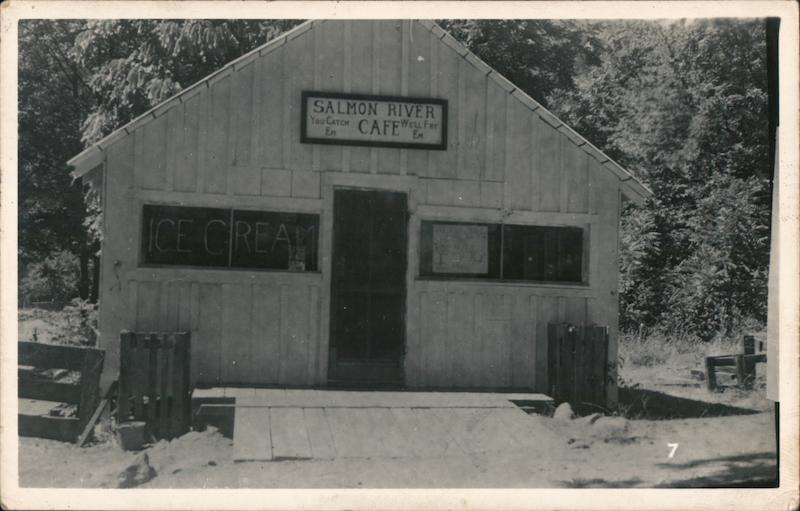 SALMON RIVER
YOU CATCH EM CAFE WE'LL FRY EM
ICE CREAM
7